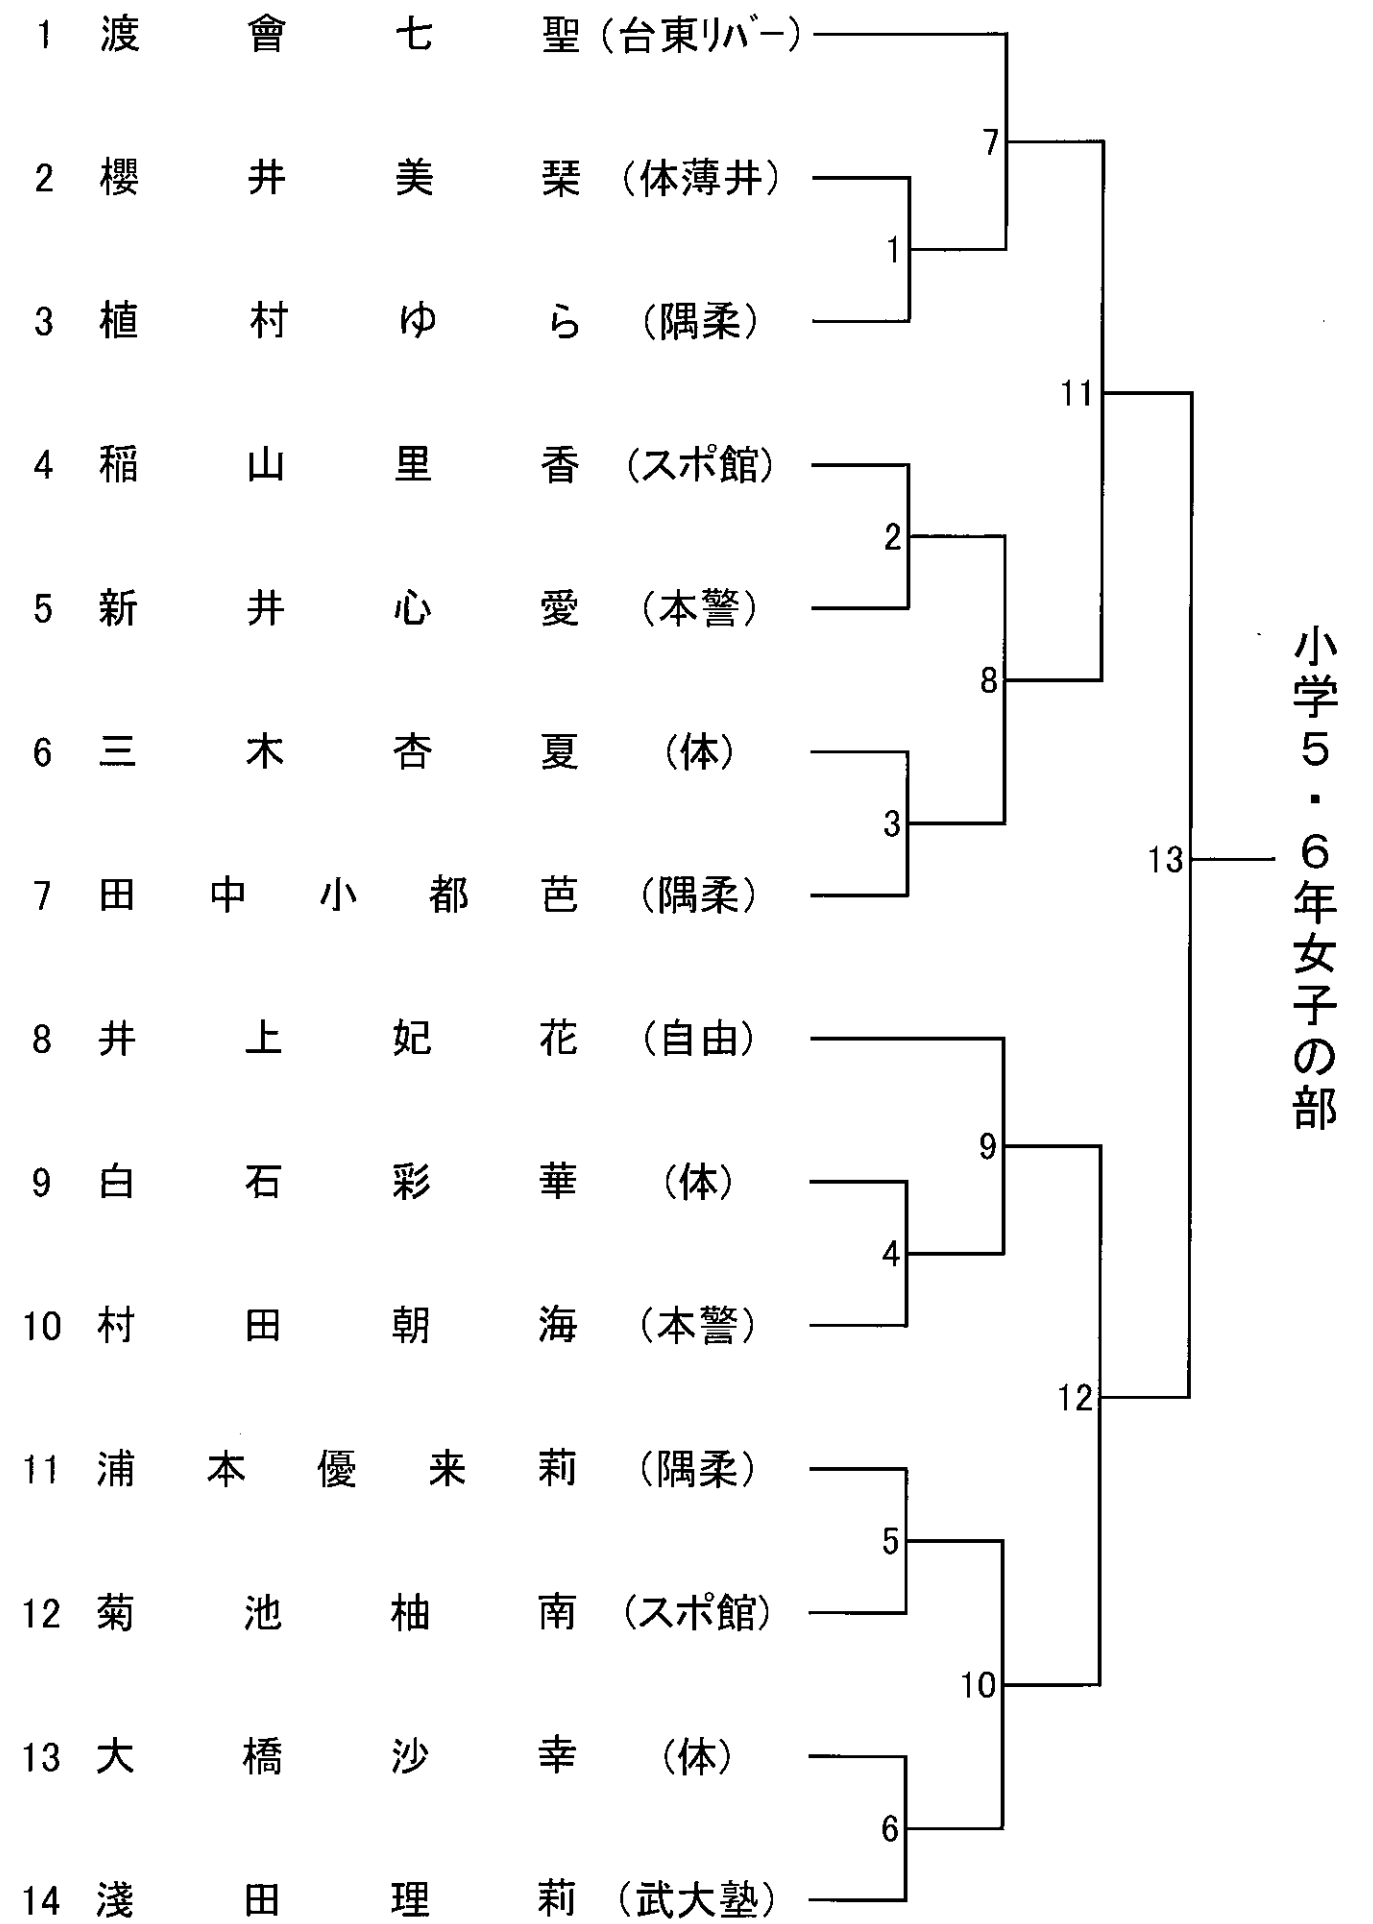 1 渡會七聖(台東リバー)
7
2 櫻井美栞(体薄井)
1
3 植村ゆら(隅柔)
11
4 稲山里香(スポ館)
2
5 新井心愛(本警)
8
6 三木杏夏(体)
3
7 田中小都芭(隅柔)
13
小学5・6年女子の部
8 井上妃花(自由)
9
9 白石彩華(体)
4
10 村田朝海(本警)
12
11 浦本優来莉(隅柔)
5
12 菊池柚南(スポ館)
10
13 大橋沙幸(体)
6
14 淺田理莉(武大塾)